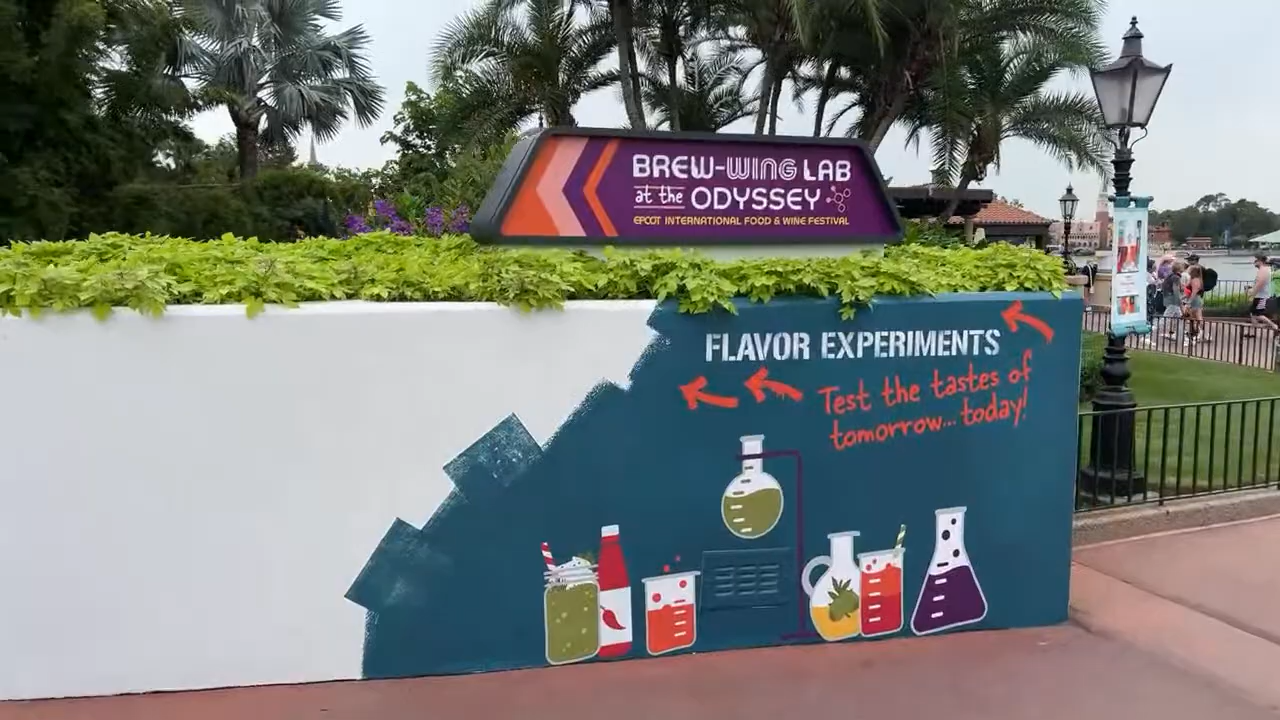 BREW-WING LAB
at the ODYSSEY
EPCOT INTERNATIONAL FOOD & WINE FESTIVAL
FLAVOR EXPERIMENTS
Test the tastes of
tomorrow... today!